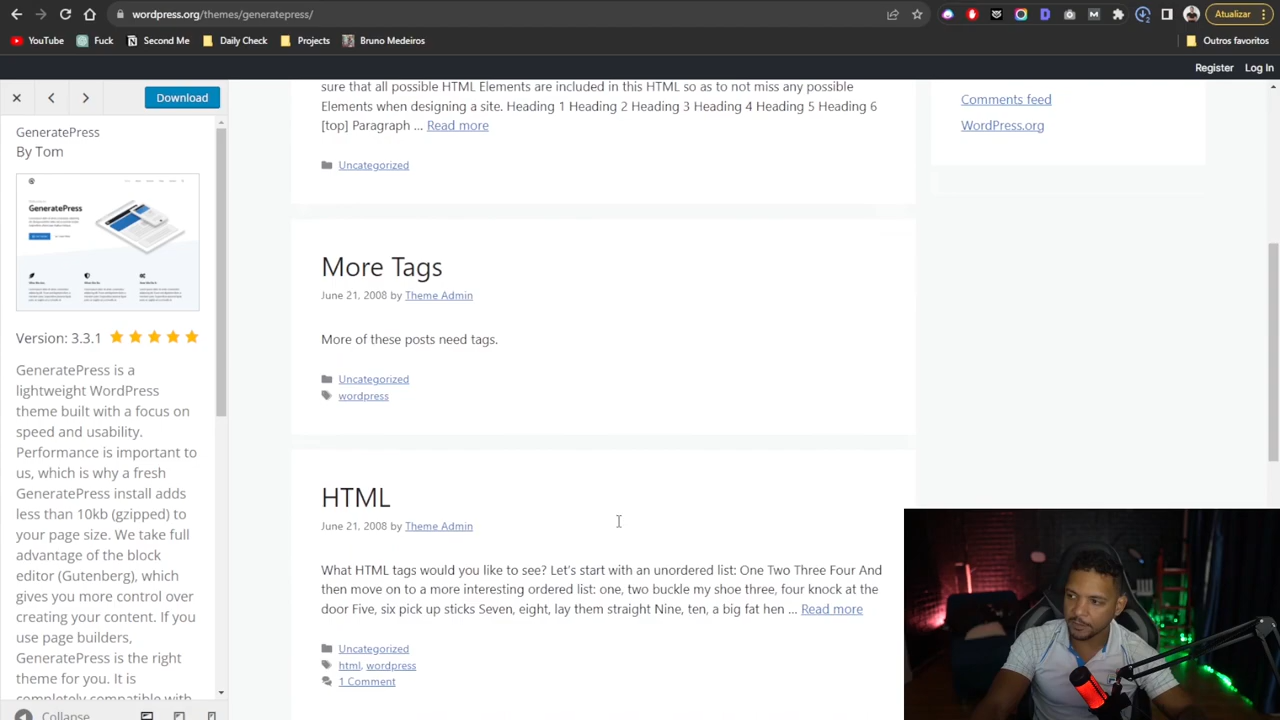 wordpress.org/themes/generatepress/
Atualizar
YouTube
Fuck
Second Me
Daily Check
Projects
Bruno Medeiros
Outros favoritos
Register
Log In
Download
GeneratePress
By Tom
GeneratePress
Version: 3.3.1
GeneratePress is a
lightweight WordPress
theme built with a focus on
speed and usability.
Performance is important to
us, which is why a fresh
GeneratePress install adds
less than 10kb (gzipped) to
your page size. We take full
advantage of the block
editor (Gutenberg), which
gives you more control over
creating your content. If you
use page builders,
GeneratePress is the right
theme for you. It is
completely compatible with
Collapse
sure that all possible HTML Elements are included in this HTML so as to not miss any possible
Elements when designing a site. Heading 1 Heading 2 Heading 3 Heading 4 Heading 5 Heading 6
[top] Paragraph ... Read more
Uncategorized
More Tags
June 21, 2008 by Theme Admin
More of these posts need tags.
Uncategorized
wordpress
HTML
June 21, 2008 by Theme Admin
What HTML tags would you like to see? Let's start with an unordered list: One Two Three Four And
then move on to a more interesting ordered list: one, two buckle my shoe three, four knock at the
door Five, six pick up sticks Seven, eight, lay them straight Nine, ten, a big fat hen ... Read more
Uncategorized
html, wordpress
1 Comment
Comments feed
WordPress.org